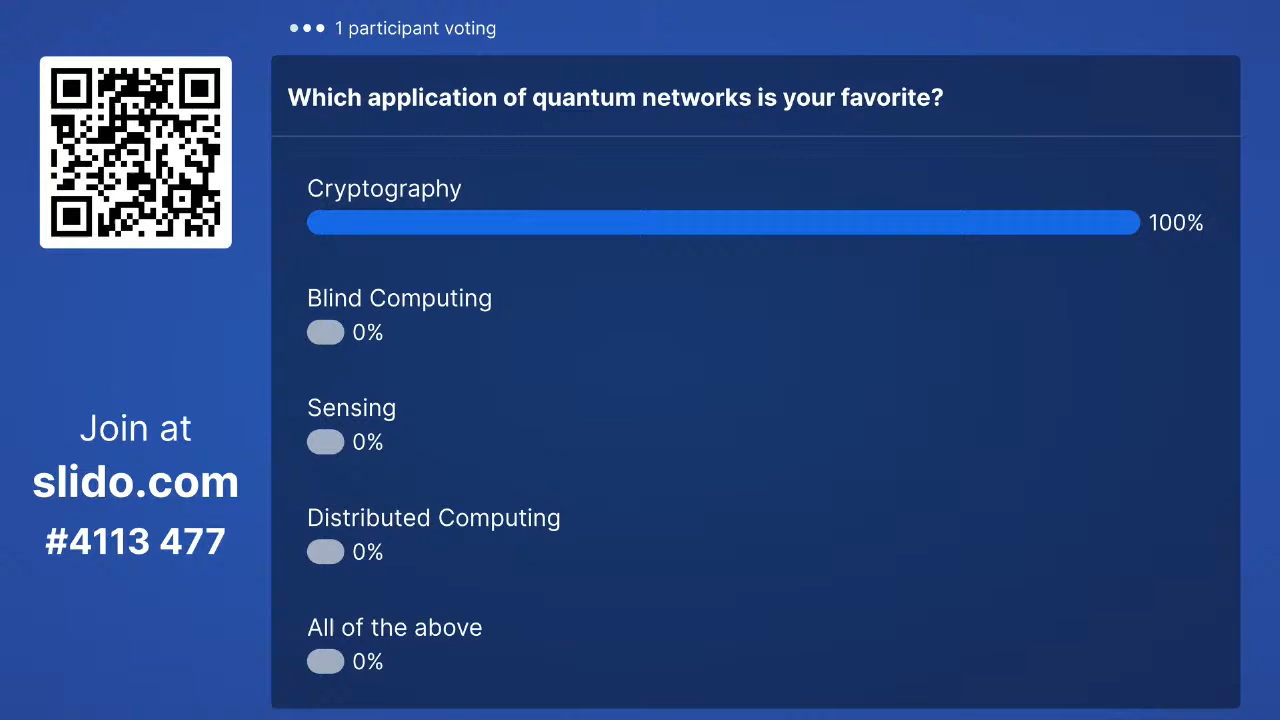 1 participant voting
Which application of quantum networks is your favorite?
Cryptography
100%
Blind Computing
0%
Sensing
0%
Distributed Computing
0%
All of the above
0%
Join at
slido.com
#4113 477